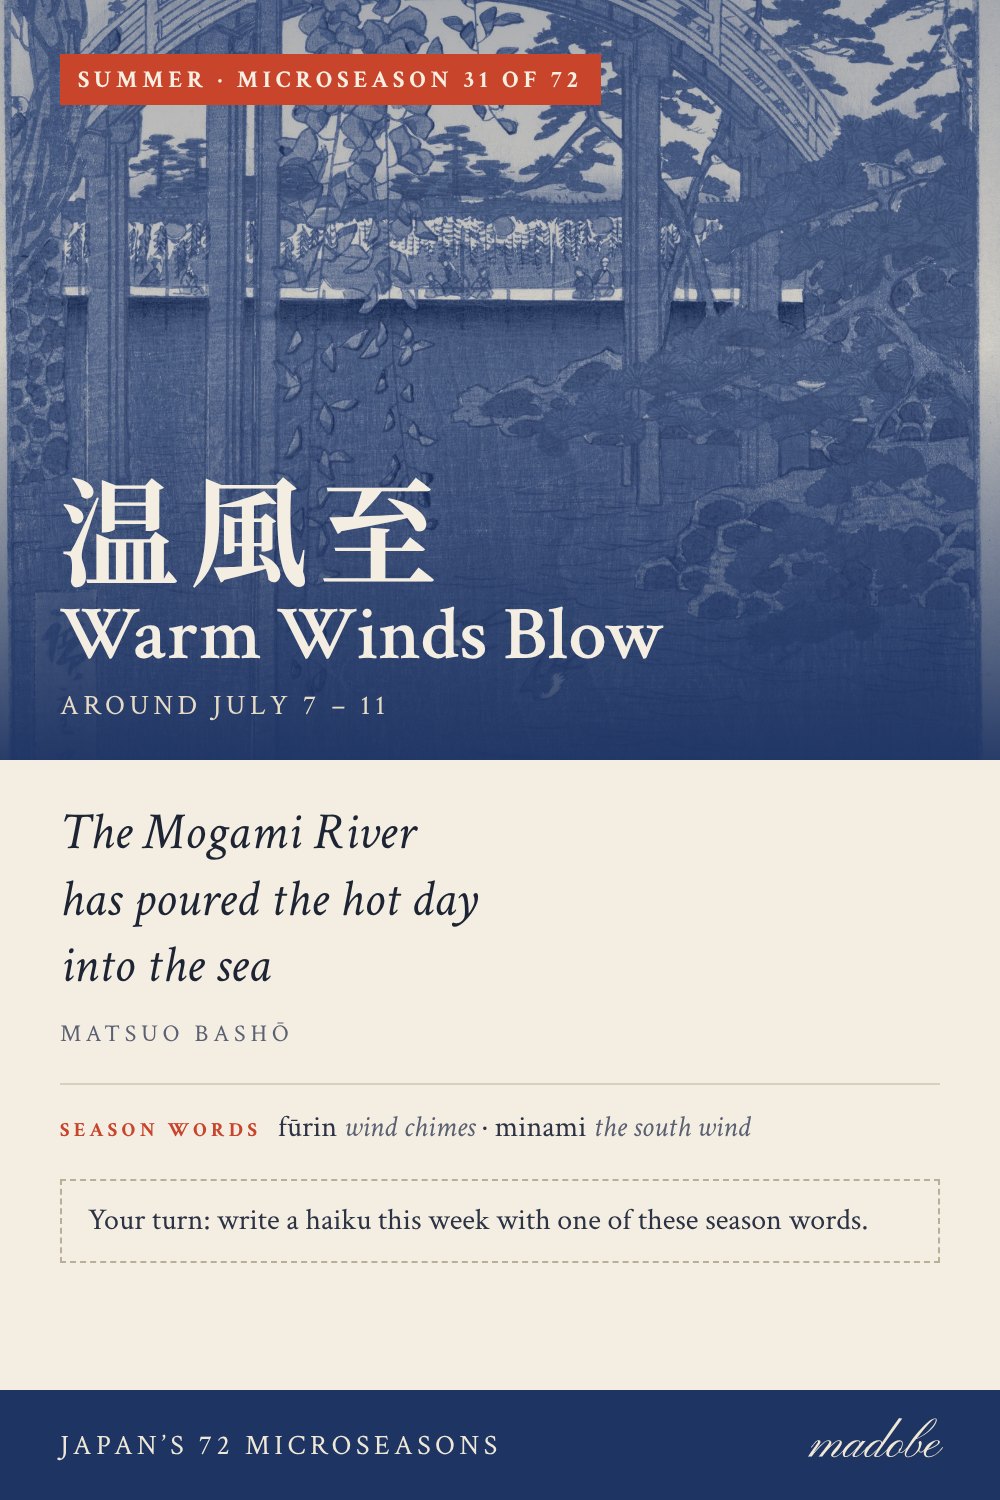 SUMMER · MICROSEASON 31 OF 72
温風至
Warm Winds Blow
AROUND JULY 7 – 11
The Mogami River
has poured the hot day
into the sea
MATSUO BASHŌ
SEASON WORDS fūrin wind chimes · minami the south wind
Your turn: write a haiku this week with one of these season words.
JAPAN’S 72 MICROSEASONS
madobe